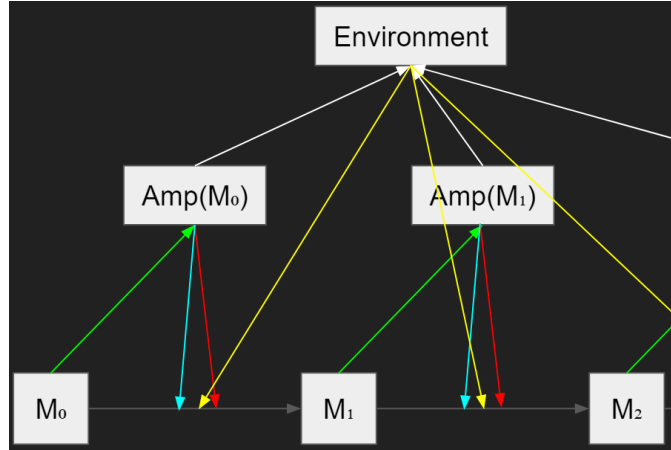 Environment
Amp(M₀)
Amp(M₁)
M₀
M₁
M₂